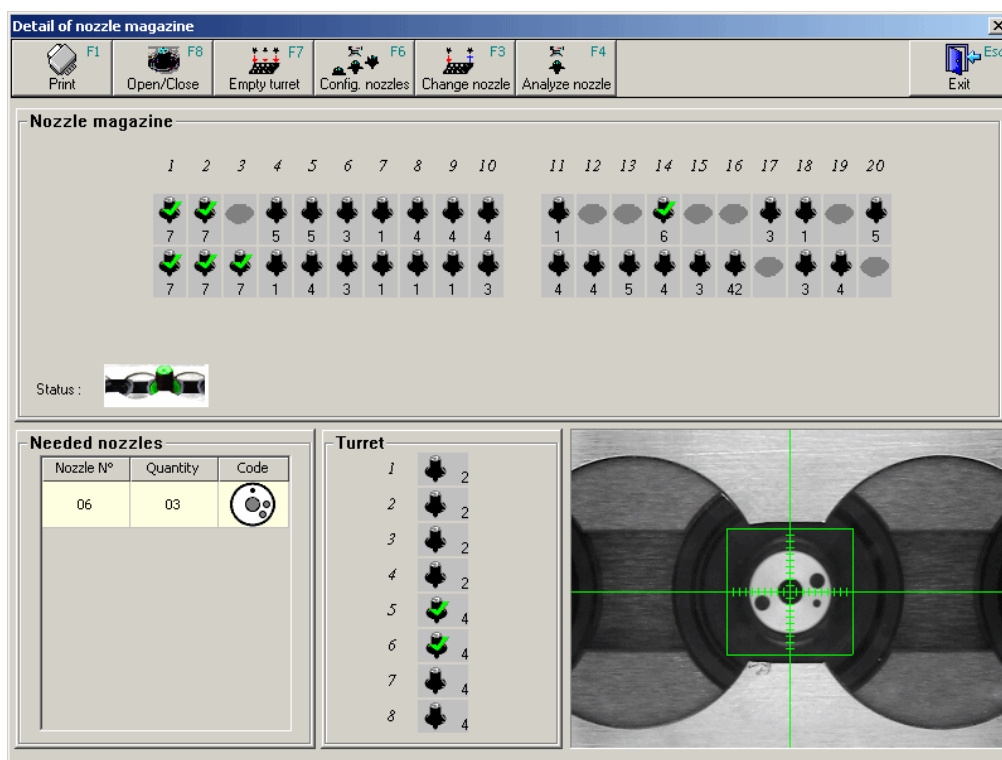 Detail of nozzle magazine
F1 F8 F7 F6 F3 F4 Esc
Print Open/Close Empty turret Config. nozzles Change nozzle Analyze nozzle Exit
Nozzle magazine
1 2 3 4 5 6 7 8 9 10 11 12 13 14 15 16 17 18 19 20
7 7 5 5 3 1 4 4 4 1 6 3 1 5
7 7 7 1 4 3 1 1 1 3 4 4 5 4 3 42 3 4
Status :
Needed nozzles
Nozzle N° Quantity Code
06 03
Turret
1 2
2 2
3 2
4 2
5 4
6 4
7 4
8 4